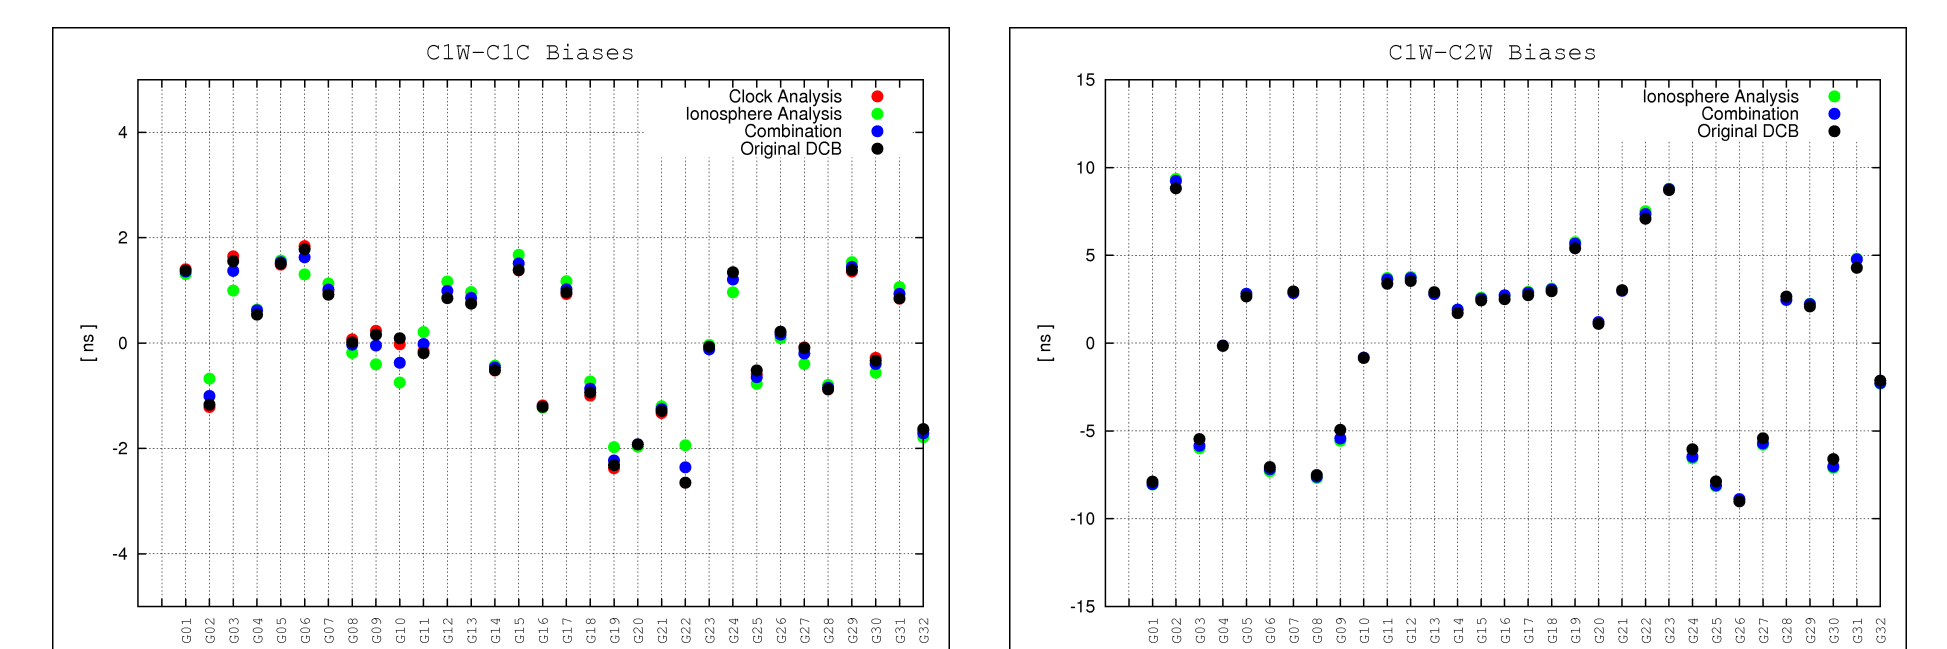 C1W-C1C Biases
Clock Analysis
Ionosphere Analysis
Combination
Original DCB
4
2
0
-2
-4
[ ns ]
G01 G02 G03 G04 G05 G06 G07 G08 G09 G10 G11 G12 G13 G14 G15 G16 G17 G18 G19 G20 G21 G22 G23 G24 G25 G26 G27 G28 G29 G30 G31 G32
C1W-C2W Biases
Ionosphere Analysis
Combination
Original DCB
15
10
5
0
-5
-10
-15
[ ns ]
G01 G02 G03 G04 G05 G06 G07 G08 G09 G10 G11 G12 G13 G14 G15 G16 G17 G18 G19 G20 G21 G22 G23 G24 G25 G26 G27 G28 G29 G30 G31 G32